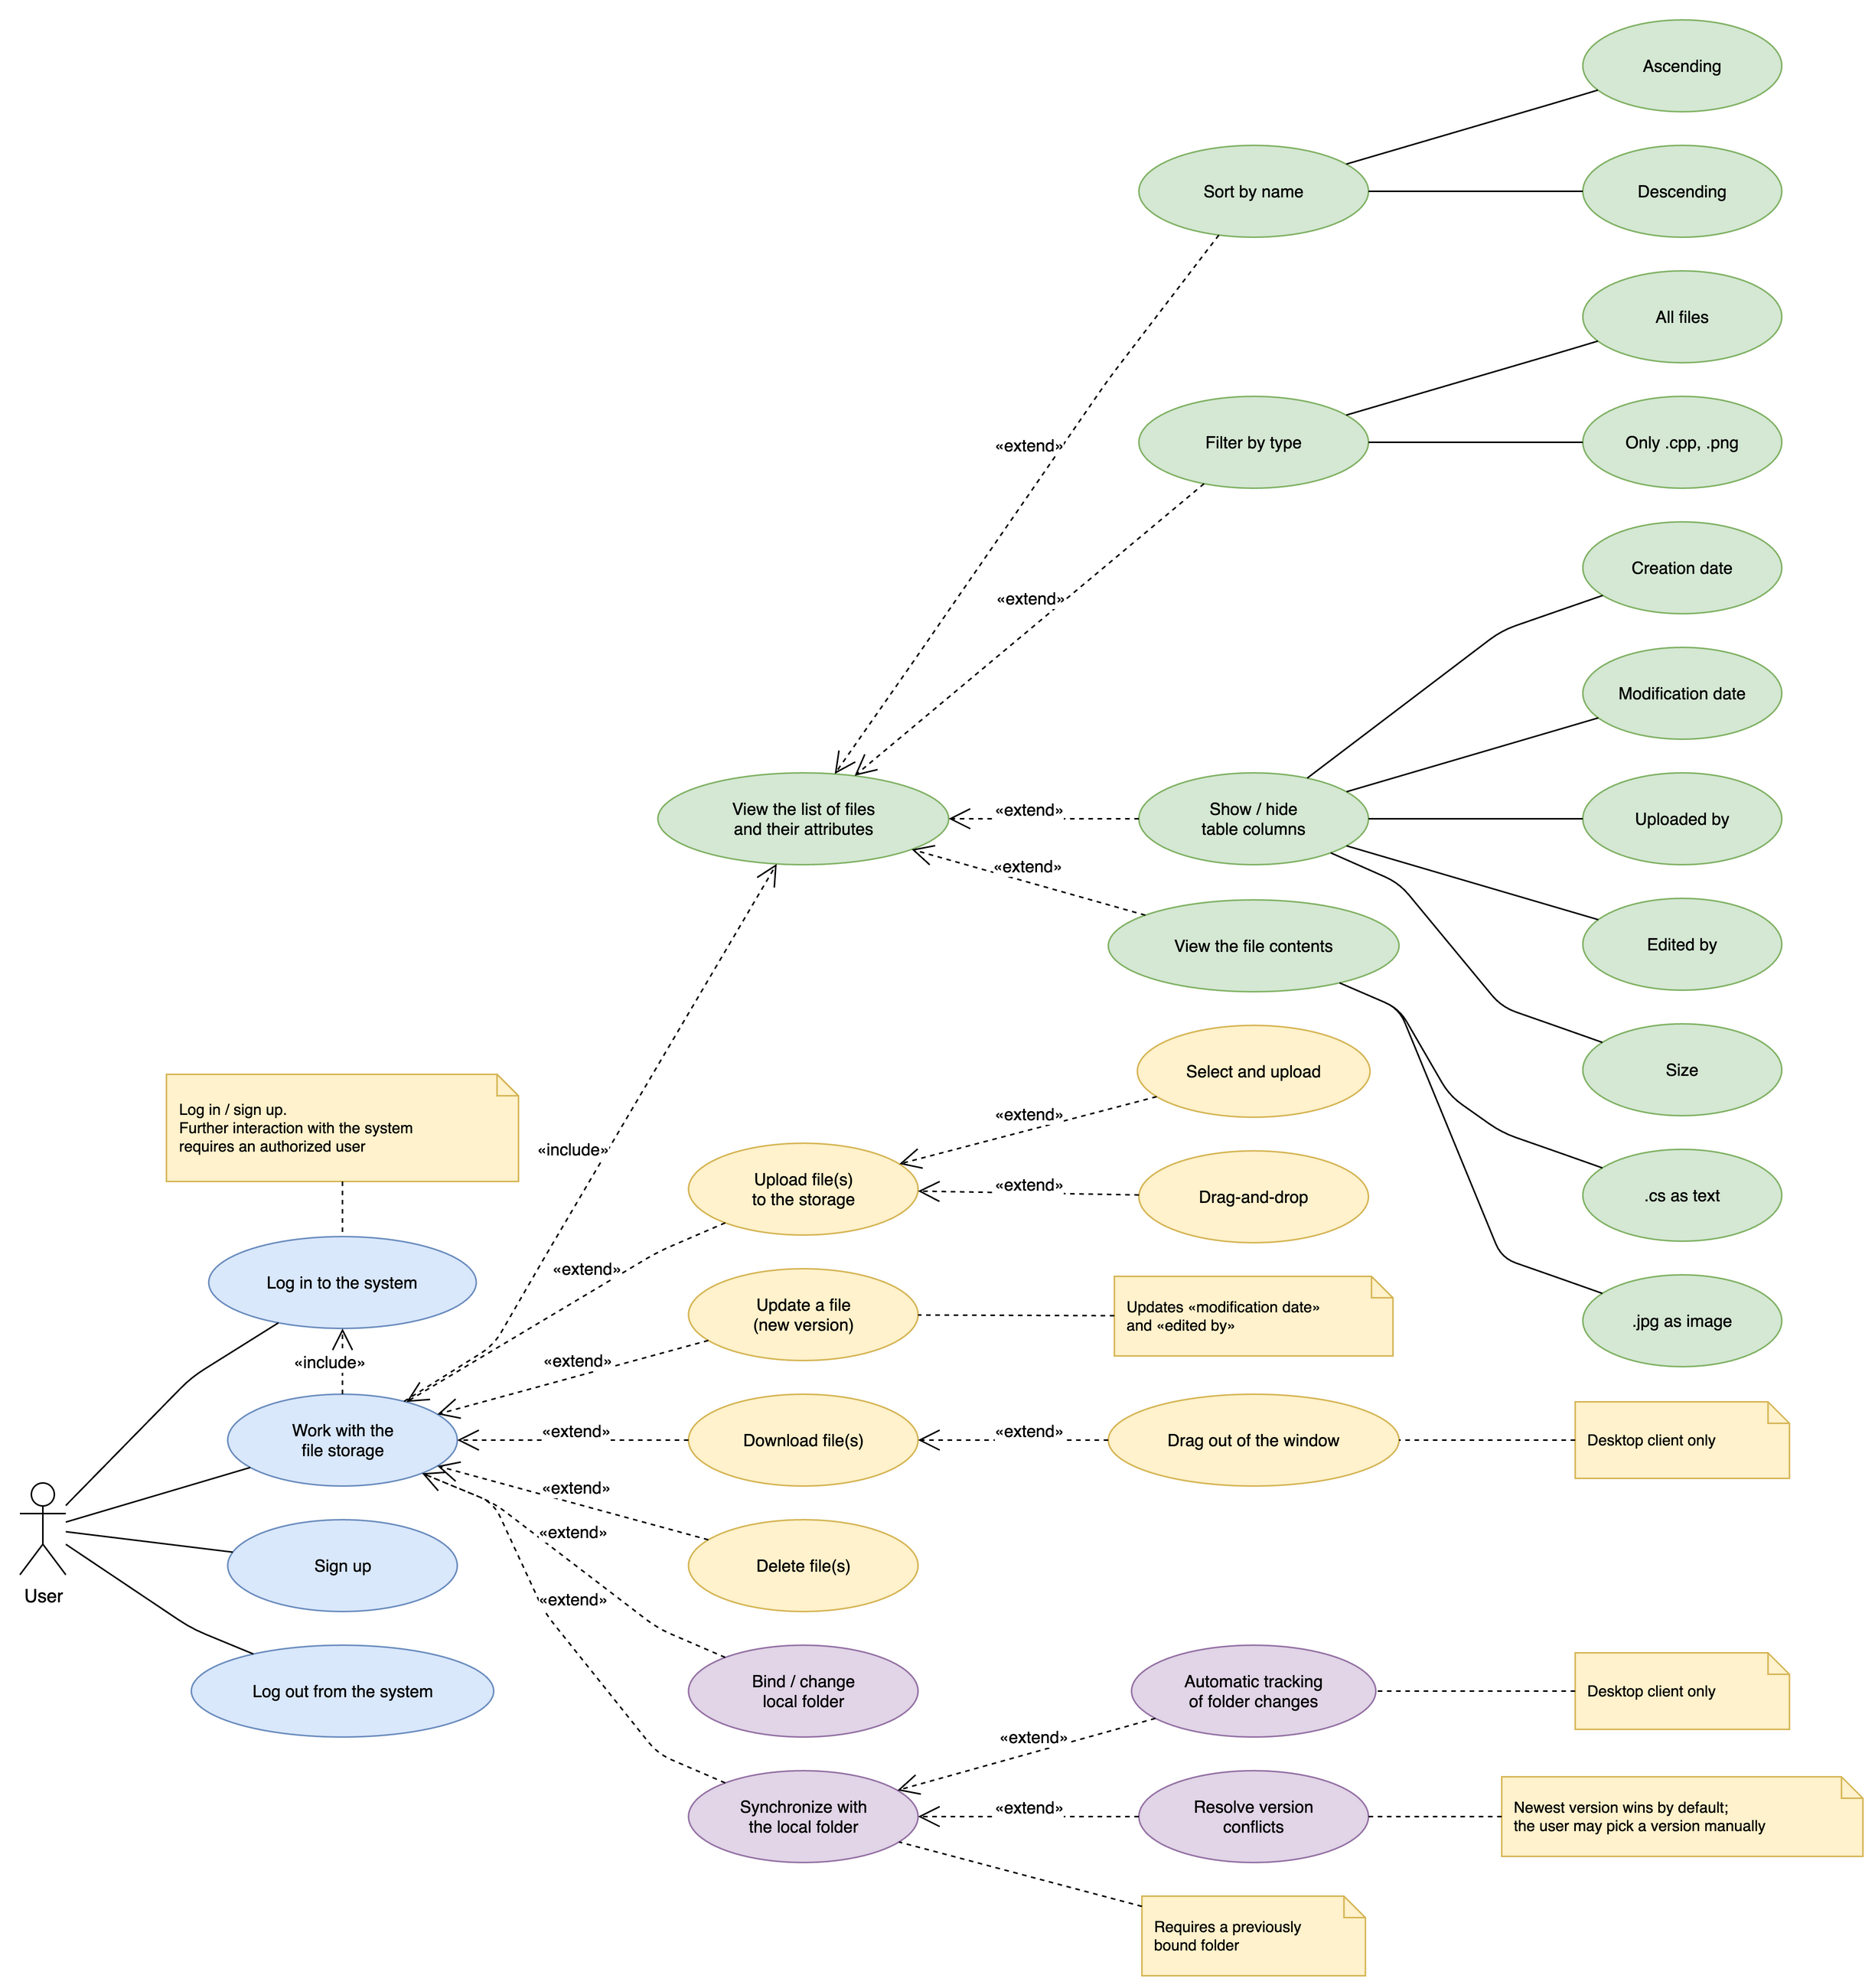 Ascending
Sort by name
Descending
All files
«extend»
Filter by type
Only .cpp, .png
Creation date
«extend»
Modification date
View the list of files
and their attributes
«extend»
Show / hide
table columns
Uploaded by
«extend»
View the file contents
Edited by
Select and upload
Size
Log in / sign up.
Further interaction with the system
requires an authorized user
«include»
«extend»
Upload file(s)
to the storage
«extend»
Drag-and-drop
.cs as text
Log in to the system
«extend»
Update a file
(new version)
Updates «modification date»
and «edited by»
.jpg as image
«include»
«extend»
Work with the
file storage
«extend»
Download file(s)
«extend»
Drag out of the window
Desktop client only
«extend»
«extend»
Sign up
Delete file(s)
User
«extend»
Log out from the system
Bind / change
local folder
Automatic tracking
of folder changes
Desktop client only
«extend»
Synchronize with
the local folder
«extend»
Resolve version
conflicts
Newest version wins by default;
the user may pick a version manually
Requires a previously
bound folder